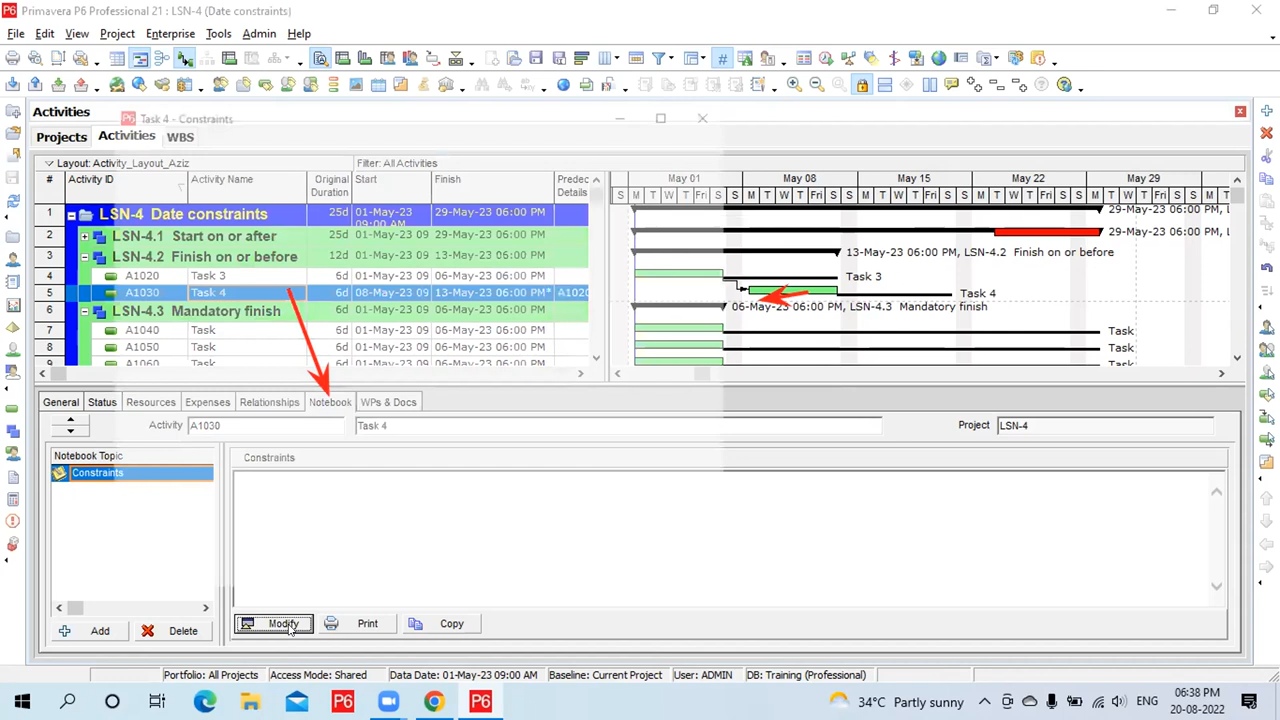 Primavera P6 Professional 21 : LSN-4 (Date constraints)
File Edit View Project Enterprise Tools Admin Help
Activities
Task 4 - Constraints
Projects Activities WBS
Layout: Activity_Layout_Aziz Filter: All Activities
# Activity ID Activity Name Original Duration Start Finish Predec Details
May 01 May 08 May 15 May 22 May 29
S M T W T Fri S S M T W T Fri S S M T W T Fri S S M T W T Fri S S M T W T Fri S
1 LSN-4 Date constraints 25d 01-May-23 09:00 AM 29-May-23 06:00 PM
2 LSN-4.1 Start on or after 25d 01-May-23 09 29-May-23 06:00 PM
3 LSN-4.2 Finish on or before 12d 01-May-23 09 13-May-23 06:00 PM
4 A1020 Task 3 6d 01-May-23 09 06-May-23 06:00 PM
5 A1030 Task 4 6d 08-May-23 09 13-May-23 06:00 PM* A1020
6 LSN-4.3 Mandatory finish 6d 01-May-23 09 06-May-23 06:00 PM
7 A1040 Task 6d 01-May-23 09 06-May-23 06:00 PM
8 A1050 Task 6d 01-May-23 09 06-May-23 06:00 PM
9 A1060 Task 6d 01-May-23 09 06-May-23 06:00 PM
29-May-23 06:00 PM, L
29-May-23 06:00 PM, L
13-May-23 06:00 PM, LSN-4.2 Finish on or before
Task 3
Task 4
06-May-23 06:00 PM, LSN-4.3 Mandatory finish
Task
Task
Task
General Status Resources Expenses Relationships Notebook WPs & Docs
Activity A1030 Task 4 Project LSN-4
Notebook Topic
Constraints
Constraints
Add Delete
Modify Print Copy
Portfolio: All Projects Access Mode: Shared Data Date: 01-May-23 09:00 AM Baseline: Current Project User: ADMIN DB: Training (Professional)
34°C Partly sunny ENG 06:38 PM
20-08-2022